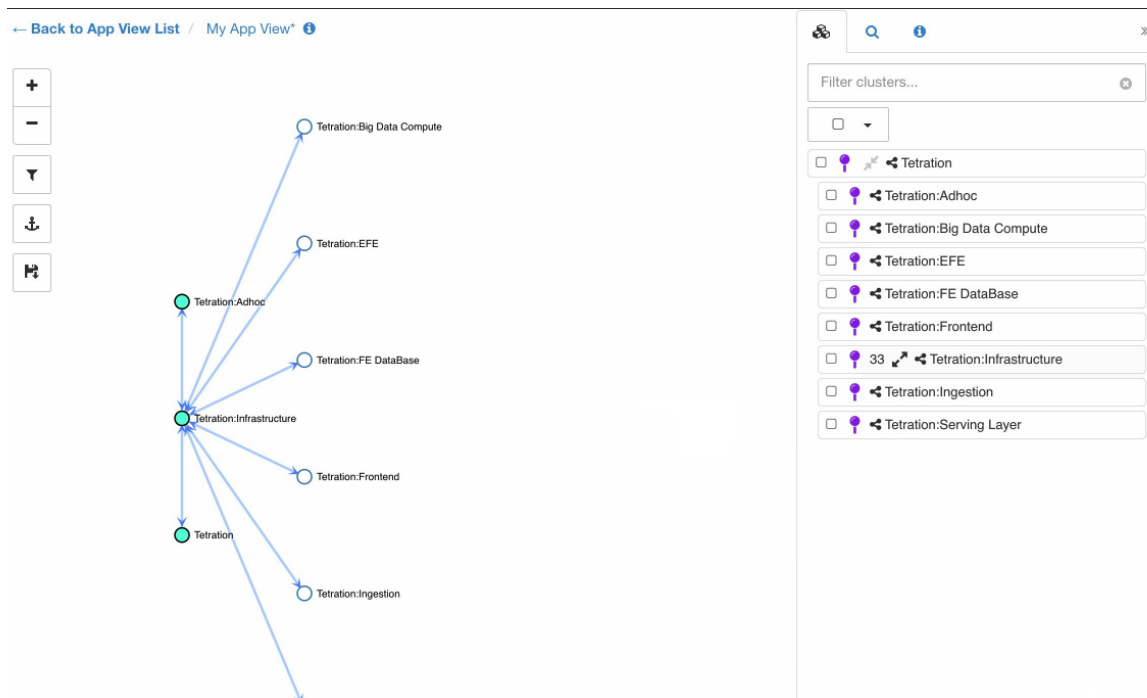 ← Back to App View List / My App View*
Tetration:Big Data Compute
Tetration:EFE
Tetration:Adhoc
Tetration:FE DataBase
Tetration:Infrastructure
Tetration:Frontend
Tetration
Tetration:Ingestion
Filter clusters...
Tetration
Tetration:Adhoc
Tetration:Big Data Compute
Tetration:EFE
Tetration:FE DataBase
Tetration:Frontend
33 Tetration:Infrastructure
Tetration:Ingestion
Tetration:Serving Layer